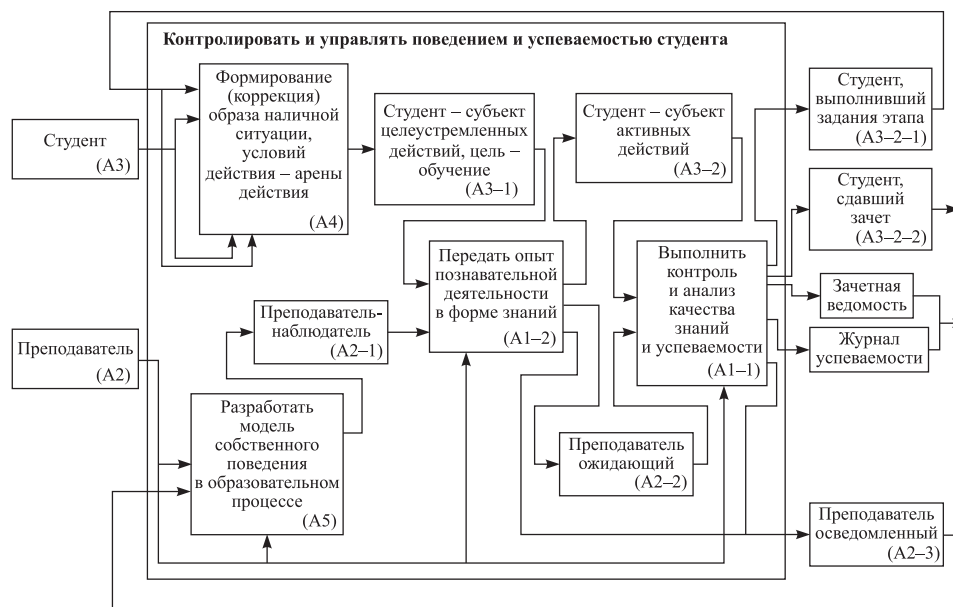 Контролировать и управлять поведением и успеваемостью студента
Студент
(А3)
Формирование
(коррекция)
образа наличной
ситуации,
условий
действия – арены
действия
(А4)
Студент – субъект
целеустремленных
действий, цель –
обучение
(А3–1)
Студент – субъект
активных
действий
(А3–2)
Студент,
выполнивший
задания этапа
(А3–2–1)
Студент,
сдавший
зачет
(А3–2–2)
Передать опыт
познавательной
деятельности
в форме знаний
(А1–2)
Выполнить
контроль
и анализ
качества
знаний
и успеваемости
(А1–1)
Зачетная
ведомость
Журнал
успеваемости
Преподаватель
(А2)
Преподаватель-
наблюдатель
(А2–1)
Разработать
модель
собственного
поведения
в образовательном
процессе
(А5)
Преподаватель
ожидающий
(А2–2)
Преподаватель
осведомленный
(А2–3)